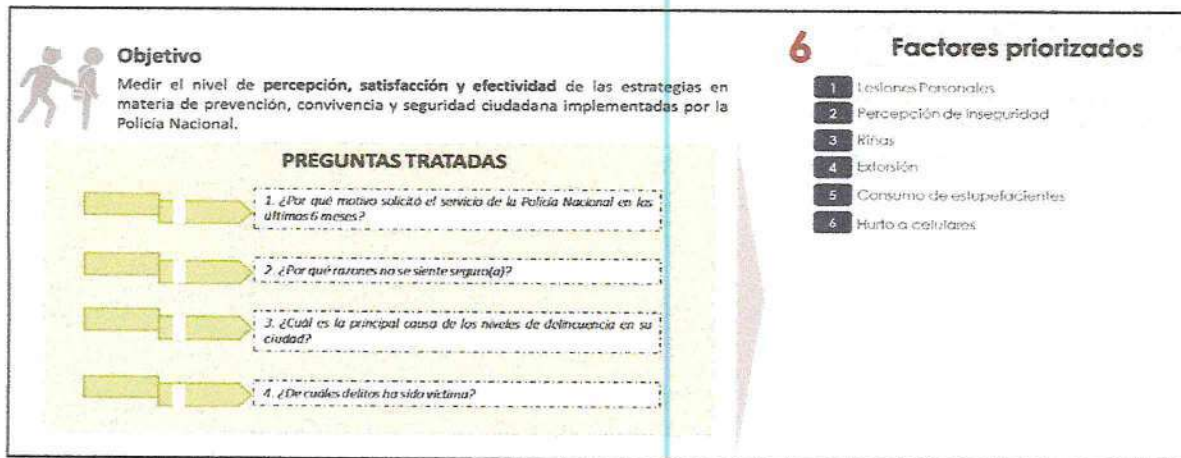 Objetivo
Medir el nivel de percepción, satisfacción y efectividad de las estrategias en
materia de prevención, convivencia y seguridad ciudadana implementadas por la
Policía Nacional.
PREGUNTAS TRATADAS
1. ¿Por qué motivo solicitó el servicio de la Policía Nacional en los
últimos 6 meses?
2. ¿Por qué razones no se siente seguro(a)?
3. ¿Cuál es la principal causa de los niveles de delincuencia en su
ciudad?
4. ¿De cuáles delitos ha sido víctima?
6 Factores priorizados
1 Lesiones Personales
2 Percepción de inseguridad
3 Riñas
4 Extorsión
5 Consumo de estupefacientes
6 Hurto a celulares